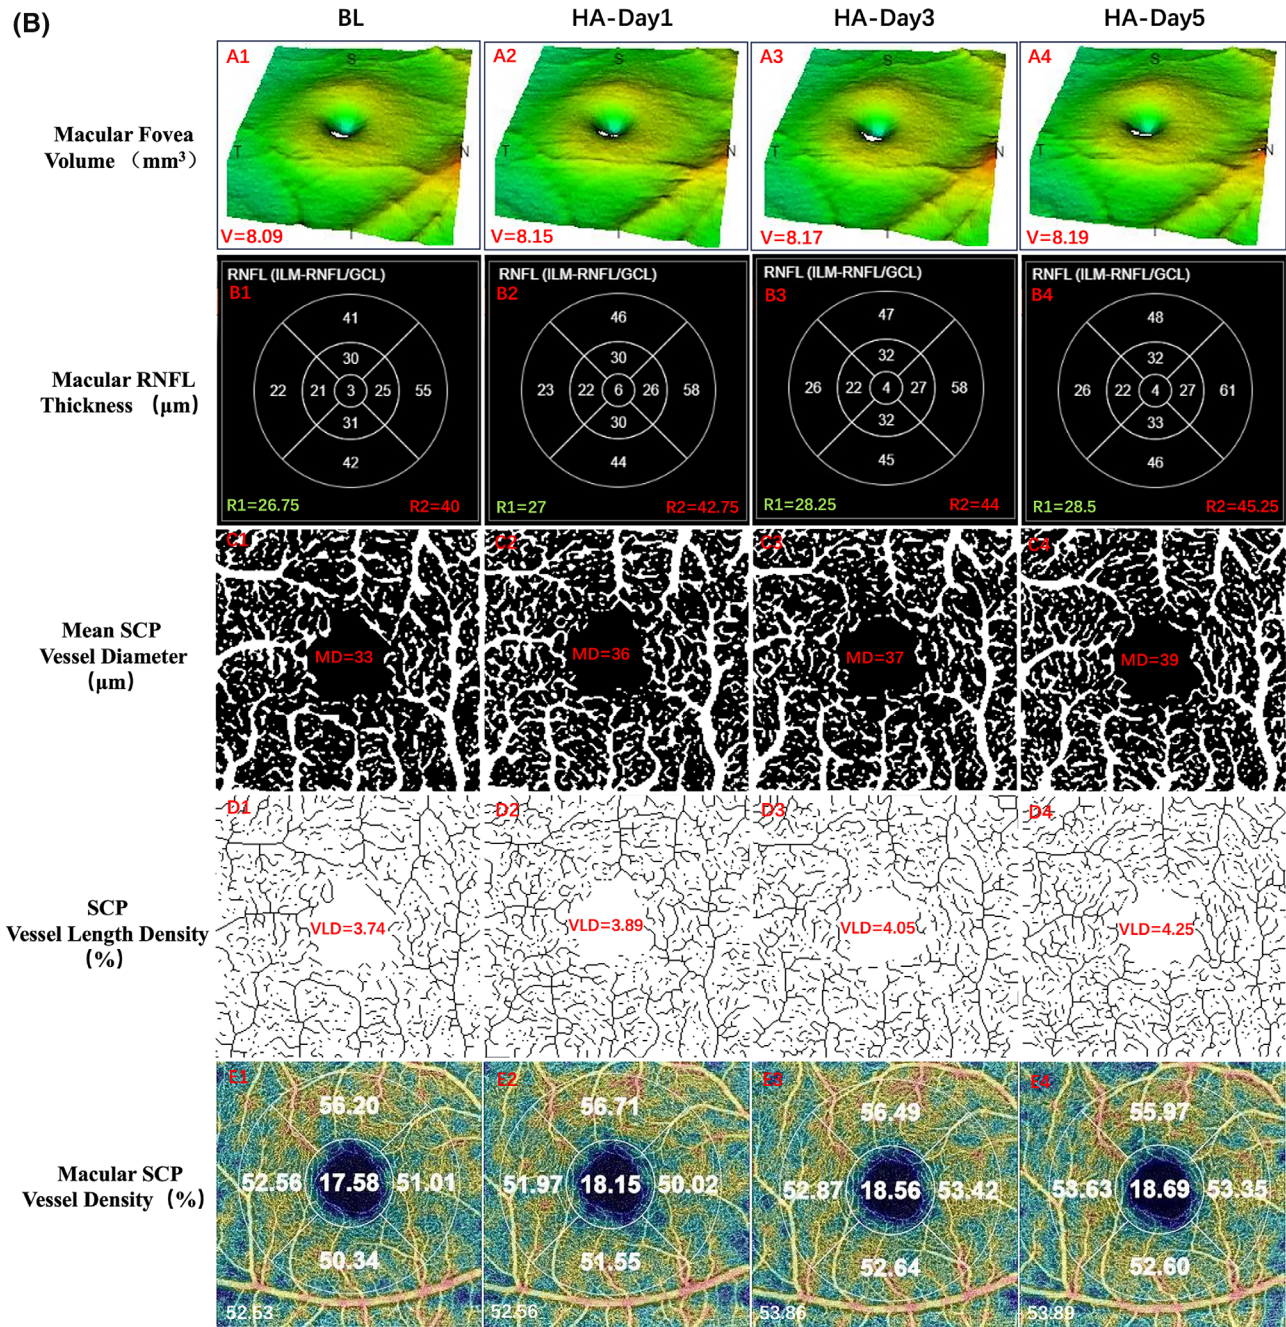 (B)
BL
HA-Day1
HA-Day3
HA-Day5
Macular Fovea
Volume （mm³）
A1
S
T
N
I
V=8.09
A2
S
T
N
I
V=8.15
A3
S
T
N
I
V=8.17
A4
S
T
N
I
V=8.19
Macular RNFL
Thickness （μm）
RNFL (ILM-RNFL/GCL)
B1
41
30
22 21 3 25 55
31
42
R1=26.75 R2=40
RNFL (ILM-RNFL/GCL)
B2
46
30
23 22 6 26 58
30
44
R1=27 R2=42.75
RNFL (ILM-RNFL/GCL)
B3
47
32
26 22 4 27 58
32
45
R1=28.25 R2=44
RNFL (ILM-RNFL/GCL)
B4
48
32
26 22 4 27 61
33
46
R1=28.5 R2=45.25
Mean SCP
Vessel Diameter
（μm）
C1
MD=33
C2
MD=36
C3
MD=37
C4
MD=39
SCP
Vessel Length Density
（%）
D1
VLD=3.74
D2
VLD=3.89
D3
VLD=4.05
D4
VLD=4.25
Macular SCP
Vessel Density（%）
E1
56.20
52.56 17.58 51.01
50.34
52.53
E2
56.71
51.97 18.15 50.02
51.55
52.56
E3
56.49
52.87 18.56 53.42
52.64
53.86
E4
55.97
53.63 18.69 53.35
52.60
53.89